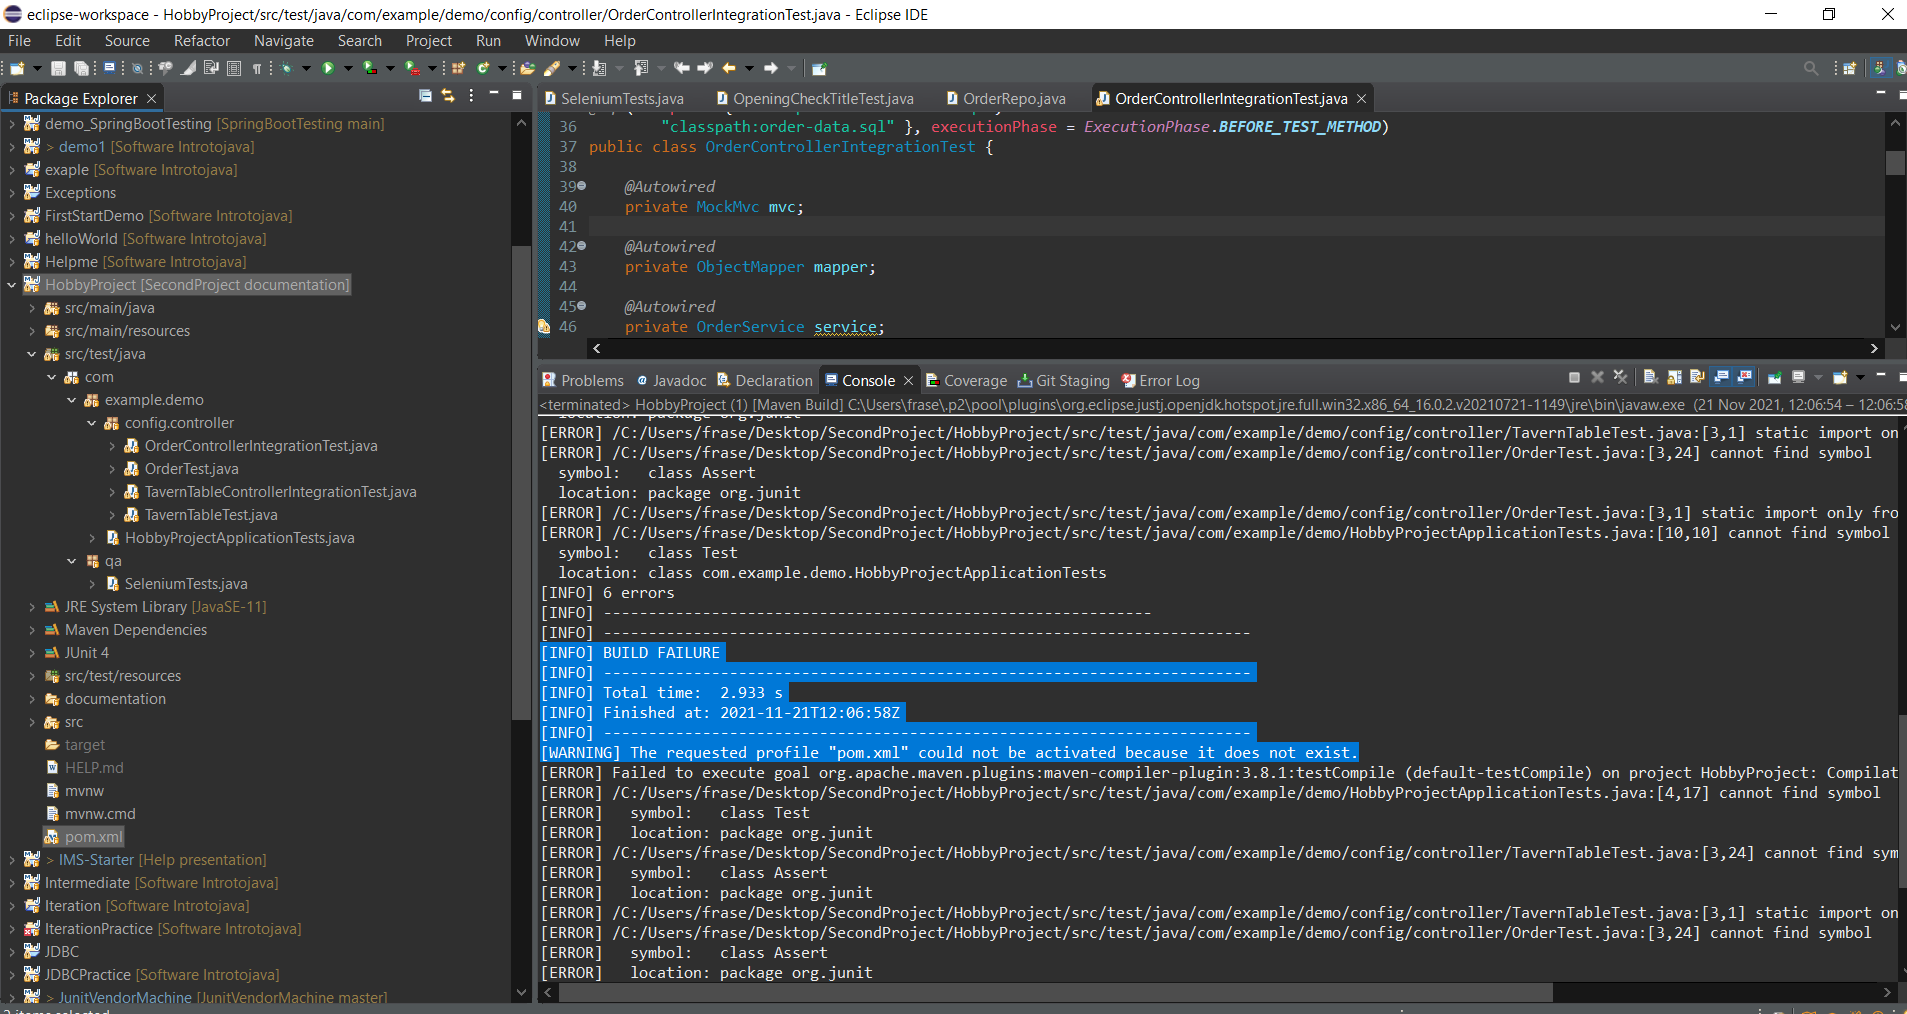 eclipse-workspace - HobbyProject/src/test/java/com/example/demo/config/controller/OrderControllerIntegrationTest.java - Eclipse IDE
File Edit Source Refactor Navigate Search Project Run Window Help
Package Explorer
demo_SpringBootTesting [SpringBootTesting main]
> demo1 [Software Introtojava]
exaple [Software Introtojava]
Exceptions
FirstStartDemo [Software Introtojava]
helloWorld [Software Introtojava]
Helpme [Software Introtojava]
HobbyProject [SecondProject documentation]
src/main/java
src/main/resources
src/test/java
com
example.demo
config.controller
OrderControllerIntegrationTest.java
OrderTest.java
TavernTableControllerIntegrationTest.java
TavernTableTest.java
HobbyProjectApplicationTests.java
qa
SeleniumTests.java
JRE System Library [JavaSE-11]
Maven Dependencies
JUnit 4
src/test/resources
documentation
src
target
HELP.md
mvnw
mvnw.cmd
pom.xml
> IMS-Starter [Help presentation]
Intermediate [Software Introtojava]
Iteration [Software Introtojava]
IterationPractice [Software Introtojava]
JDBC
JDBCPractice [Software Introtojava]
> JunitVendorMachine [JunitVendorMachine master]
SeleniumTests.java OpeningCheckTitleTest.java OrderRepo.java OrderControllerIntegrationTest.java
36 "classpath:order-data.sql" }, executionPhase = ExecutionPhase.BEFORE_TEST_METHOD)
37 public class OrderControllerIntegrationTest {
38
39 @Autowired
40 private MockMvc mvc;
41
42 @Autowired
43 private ObjectMapper mapper;
44
45 @Autowired
46 private OrderService service;
Problems Javadoc Declaration Console Coverage Git Staging Error Log
<terminated> HobbyProject (1) [Maven Build] C:\Users\frase\.p2\pool\plugins\org.eclipse.justj.openjdk.hotspot.jre.full.win32.x86_64_16.0.2.v20210721-1149\jre\bin\javaw.exe (21 Nov 2021, 12:06:54 – 12:06:58
location: package org.junit
[ERROR] /C:/Users/frase/Desktop/SecondProject/HobbyProject/src/test/java/com/example/demo/config/controller/TavernTableTest.java:[3,1] static import on
[ERROR] /C:/Users/frase/Desktop/SecondProject/HobbyProject/src/test/java/com/example/demo/config/controller/OrderTest.java:[3,24] cannot find symbol
symbol: class Assert
location: package org.junit
[ERROR] /C:/Users/frase/Desktop/SecondProject/HobbyProject/src/test/java/com/example/demo/config/controller/OrderTest.java:[3,1] static import only fro
[ERROR] /C:/Users/frase/Desktop/SecondProject/HobbyProject/src/test/java/com/example/demo/HobbyProjectApplicationTests.java:[10,10] cannot find symbol
symbol: class Test
location: class com.example.demo.HobbyProjectApplicationTests
[INFO] 6 errors
[INFO] -------------------------------------------------------------
[INFO] ------------------------------------------------------------------------
[INFO] BUILD FAILURE
[INFO] ------------------------------------------------------------------------
[INFO] Total time: 2.933 s
[INFO] Finished at: 2021-11-21T12:06:58Z
[INFO] ------------------------------------------------------------------------
[WARNING] The requested profile "pom.xml" could not be activated because it does not exist.
[ERROR] Failed to execute goal org.apache.maven.plugins:maven-compiler-plugin:3.8.1:testCompile (default-testCompile) on project HobbyProject: Compilat
[ERROR] /C:/Users/frase/Desktop/SecondProject/HobbyProject/src/test/java/com/example/demo/HobbyProjectApplicationTests.java:[4,17] cannot find symbol
[ERROR] symbol: class Test
[ERROR] location: package org.junit
[ERROR] /C:/Users/frase/Desktop/SecondProject/HobbyProject/src/test/java/com/example/demo/config/controller/TavernTableTest.java:[3,24] cannot find sym
[ERROR] symbol: class Assert
[ERROR] location: package org.junit
[ERROR] /C:/Users/frase/Desktop/SecondProject/HobbyProject/src/test/java/com/example/demo/config/controller/TavernTableTest.java:[3,1] static import on
[ERROR] /C:/Users/frase/Desktop/SecondProject/HobbyProject/src/test/java/com/example/demo/config/controller/OrderTest.java:[3,24] cannot find symbol
[ERROR] symbol: class Assert
[ERROR] location: package org.junit